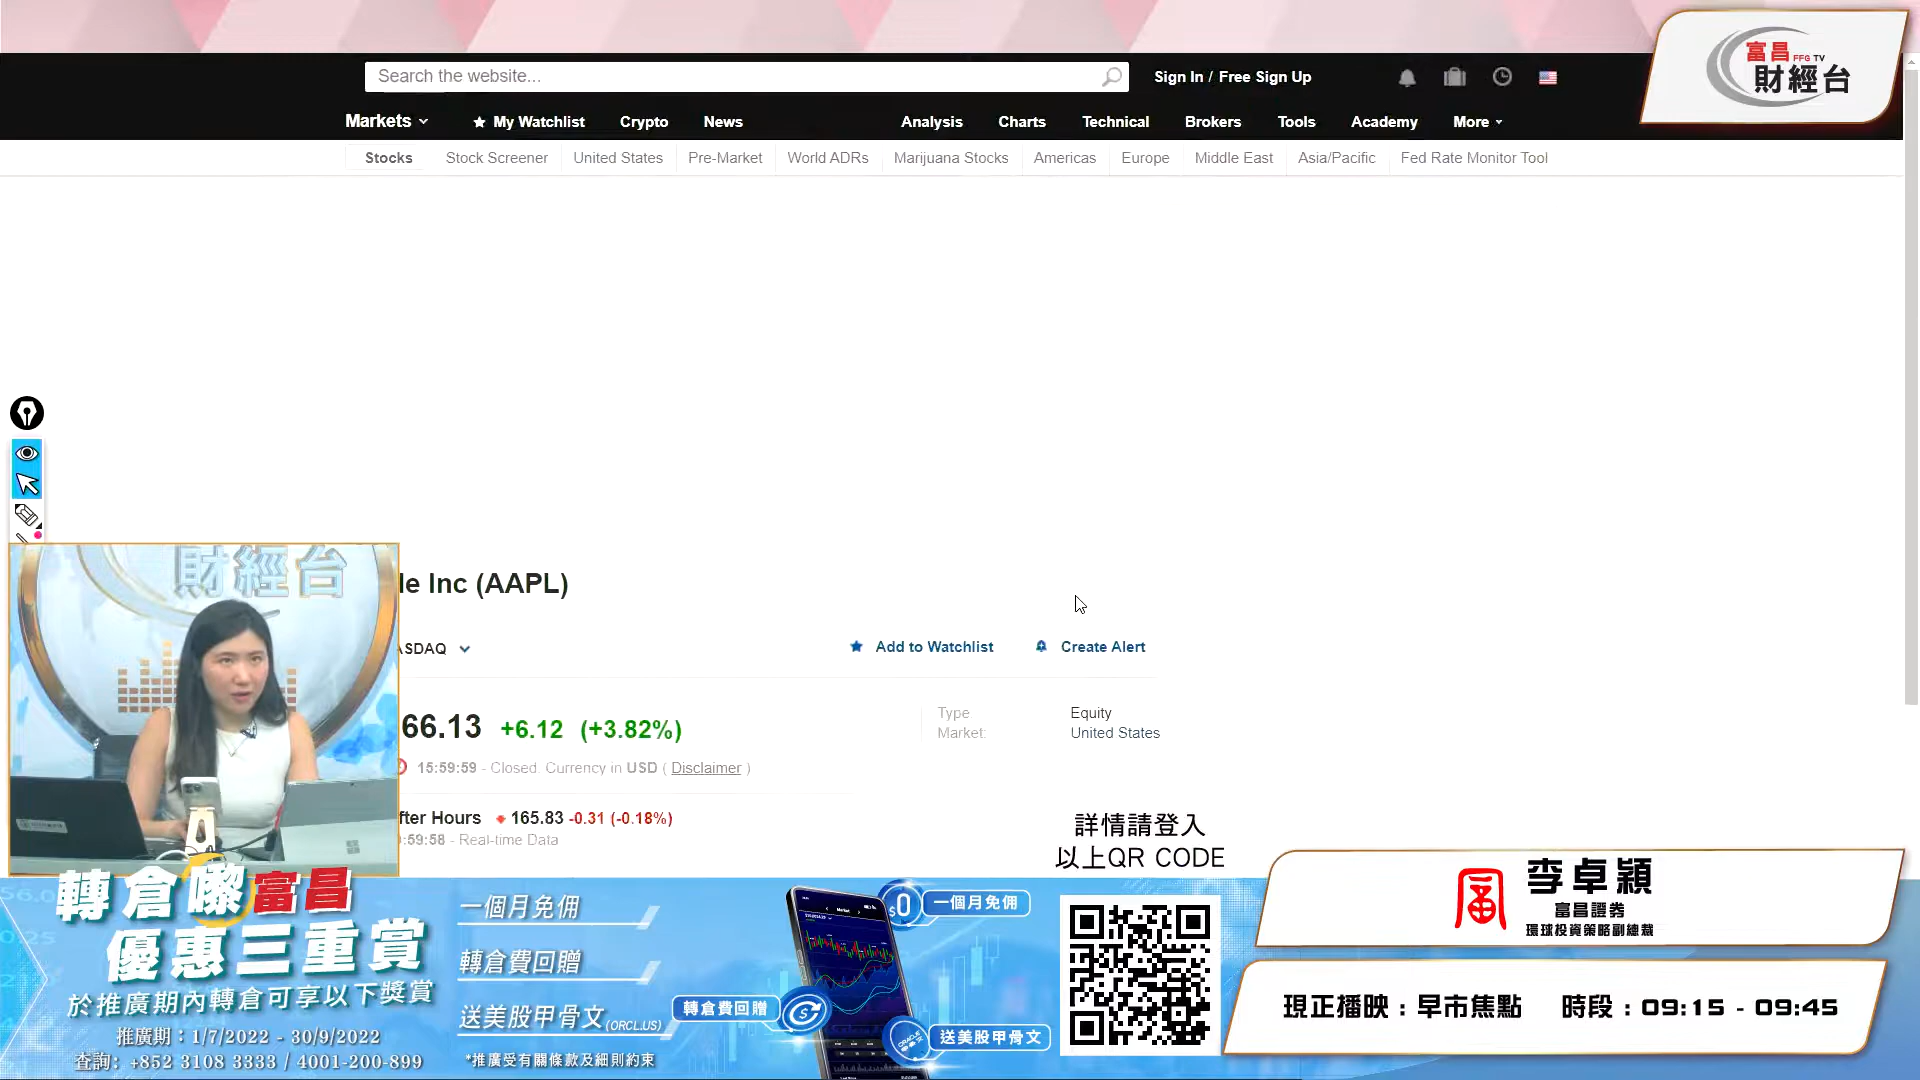 Search the website...
Sign In / Free Sign Up
富昌 FFG TV
財經台
Markets
My Watchlist
Crypto
News
Analysis
Charts
Technical
Brokers
Tools
Academy
More
Stocks
Stock Screener
United States
Pre-Market
World ADRs
Marijuana Stocks
Americas
Europe
Middle East
Asia/Pacific
Fed Rate Monitor Tool
財經台
le Inc (AAPL)
ASDAQ
Add to Watchlist
Create Alert
66.13 +6.12 (+3.82%)
Type Equity
Market: United States
15:59:59 - Closed. Currency in USD ( Disclaimer )
fter Hours 165.83 -0.31 (-0.18%)
:59:58 - Real-time Data
詳情請登入
以上QR CODE
轉倉嚟富昌
優惠三重賞
於推廣期內轉倉可享以下獎賞
推廣期：1/7/2022 - 30/9/2022
查詢：+852 3108 3333 / 4001-200-899
一個月免佣
轉倉費回贈
送美股甲骨文(ORCL.US)
*推廣受有關條款及細則約束
$0 一個月免佣
轉倉費回贈
送美股甲骨文
李卓穎
富昌證券
環球投資策略副總裁
現正播映：早市焦點 時段：09:15 - 09:45